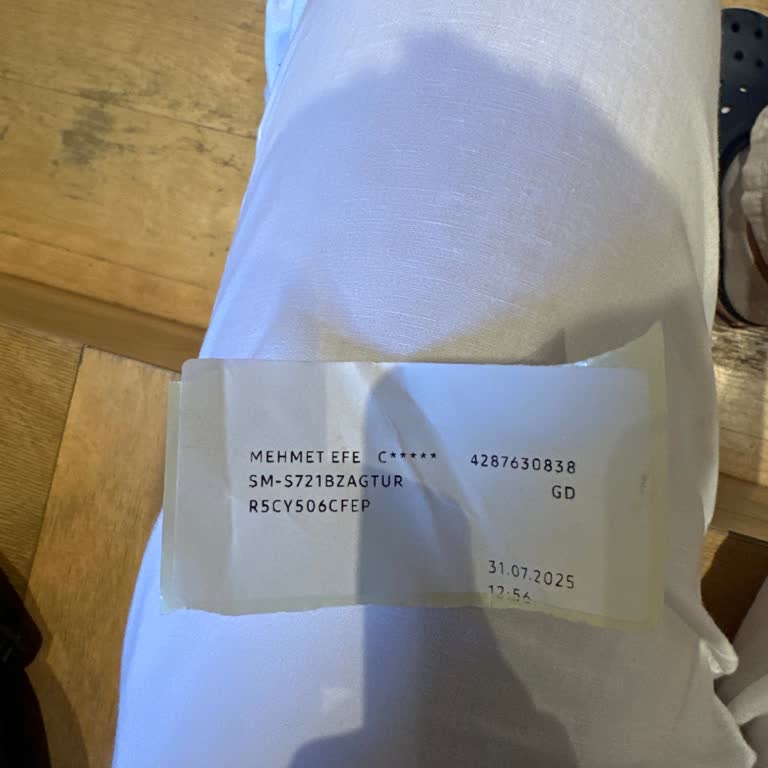 MEHMET EFE C***** 4287630838
SM-S721BZAGTUR GD
R5CY506CFEP
31.07.2025
12:56